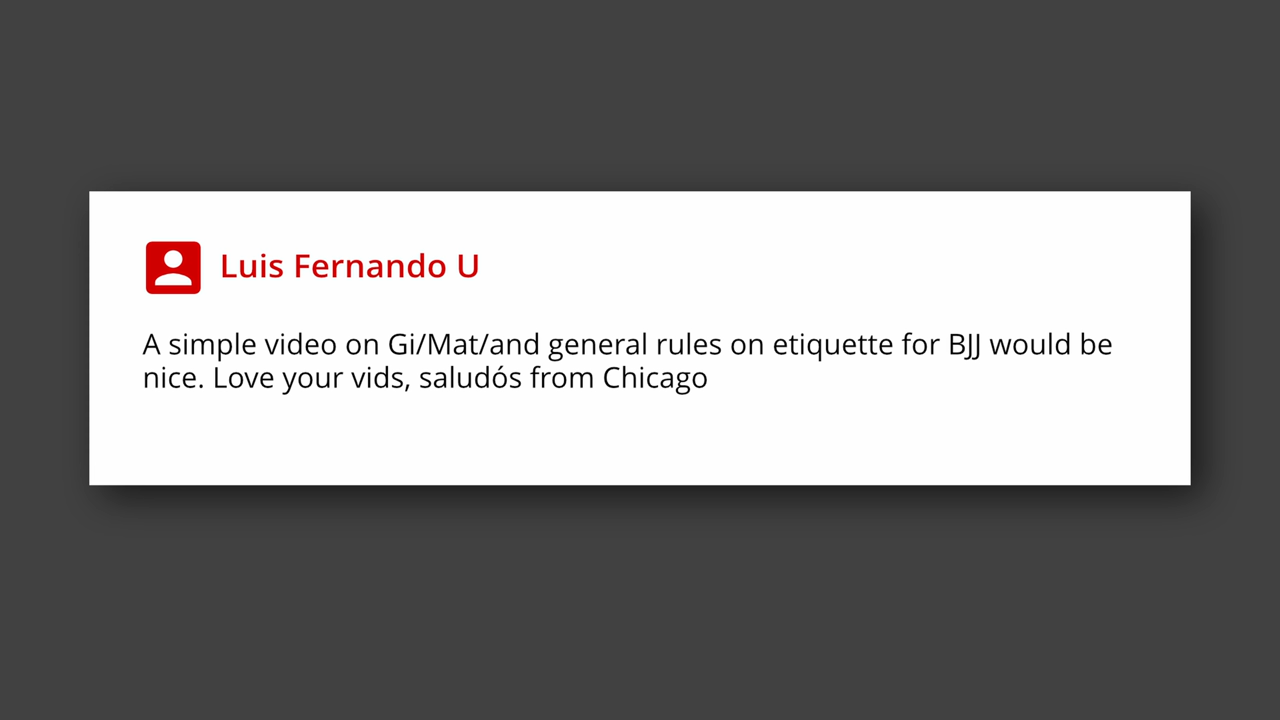 Luis Fernando U
A simple video on Gi/Mat/and general rules on etiquette for BJJ would be
nice. Love your vids, saludós from Chicago